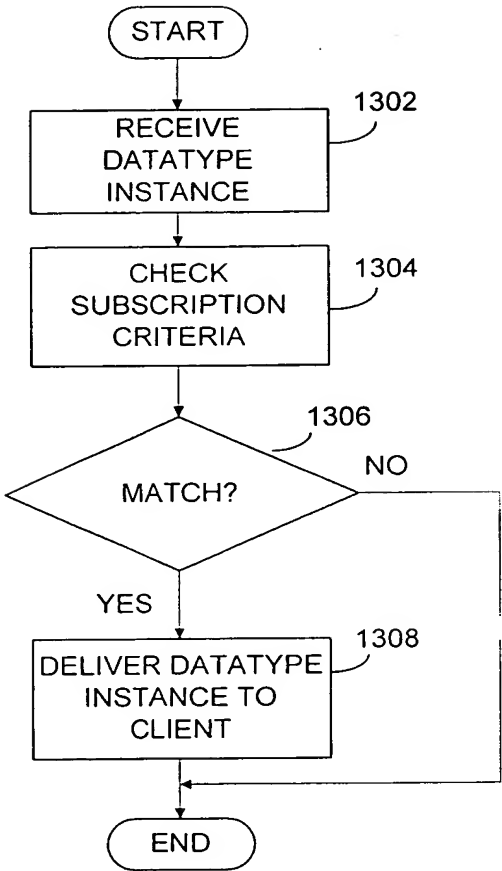 START
1302
RECEIVE
DATATYPE
INSTANCE
1304
CHECK
SUBSCRIPTION
CRITERIA
1306
MATCH?
NO
YES
1308
DELIVER DATATYPE
INSTANCE TO
CLIENT
END